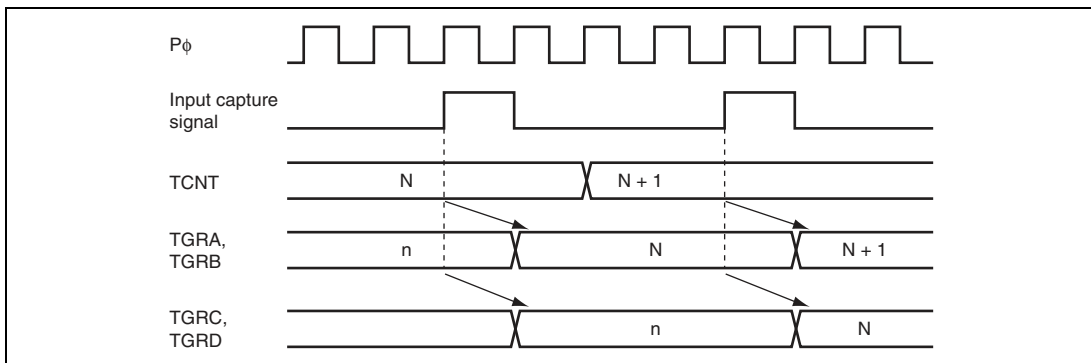 Pϕ
Input capture
signal
TCNT
N
N + 1
TGRA,
TGRB
n
N
N + 1
TGRC,
TGRD
n
N